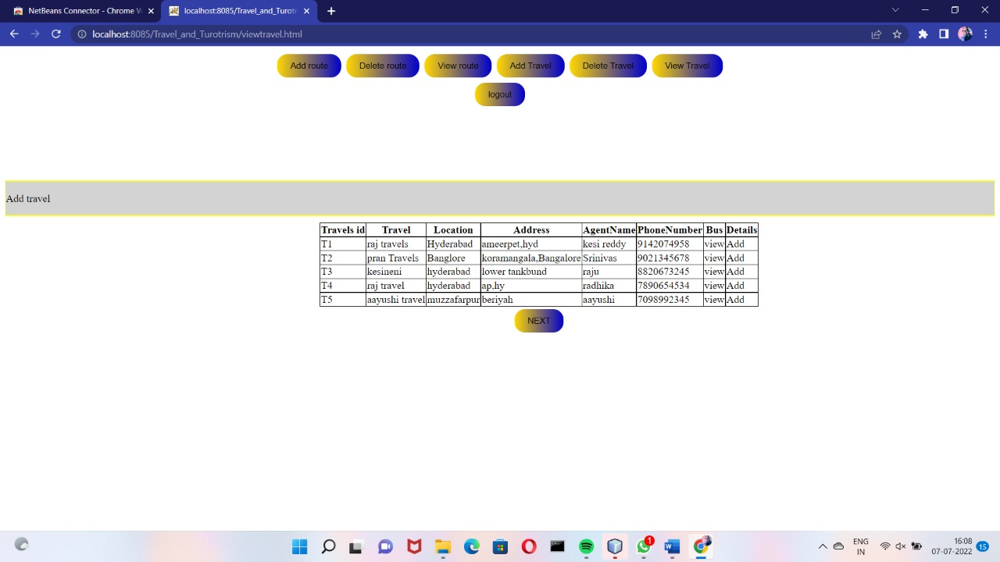 NetBeans Connector - Chrome W
localhost:8085/Travel_and_Turotr
localhost:8085/Travel_and_Turotrism/viewtravel.html
Add route Delete route View route Add Travel Delete Travel View Travel
logout
Add travel
Travels id Travel Location Address AgentName PhoneNumber Bus Details
T1 raj travels Hyderabad ameerpet,hyd kesi reddy 9142074958 view Add
T2 pran Travels Banglore koramangala,Bangalore Srinivas 9021345678 view Add
T3 kesineni hyderabad lower tankbund raju 8820673245 view Add
T4 raj travel hyderabad ap,hy radhika 7890654534 view Add
T5 aayushi travel muzzafarpur beriyah aayushi 7098992345 view Add
NEXT
1
ENG
IN
16:08
07-07-2022
15